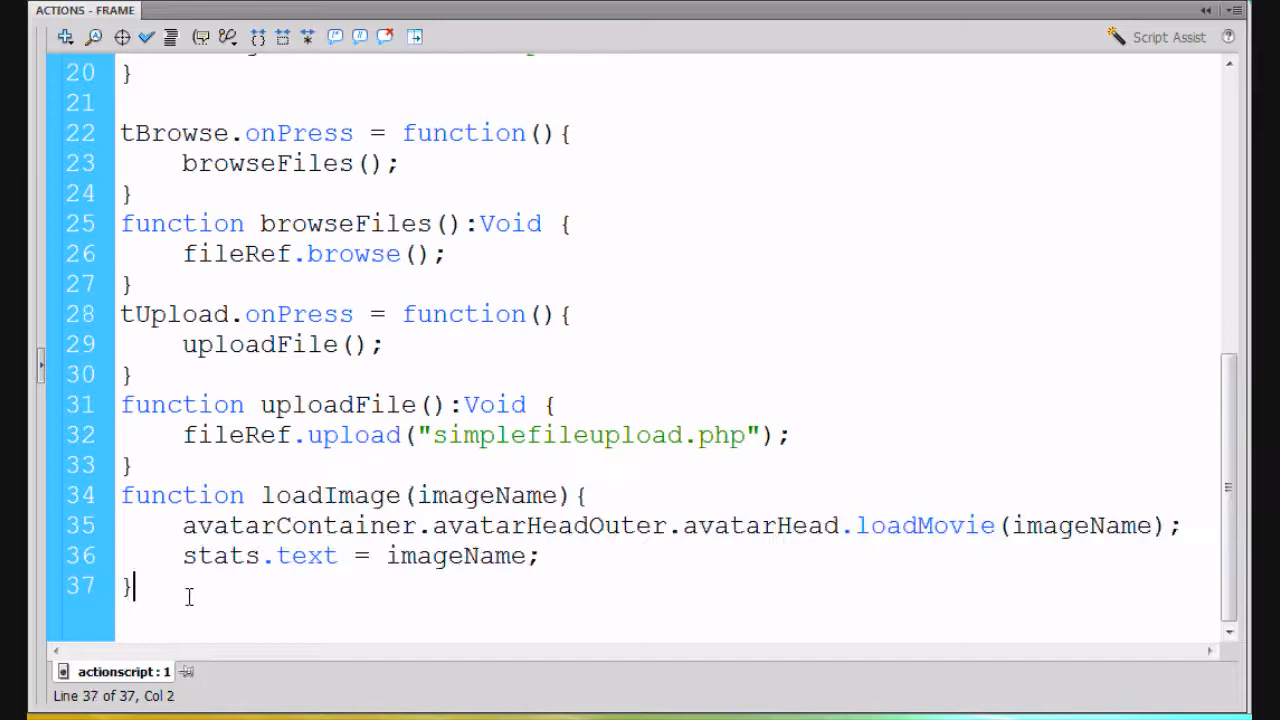 ACTIONS - FRAME
Script Assist
20 }
21
22 tBrowse.onPress = function(){
23 browseFiles();
24 }
25 function browseFiles():Void {
26 fileRef.browse();
27 }
28 tUpload.onPress = function(){
29 uploadFile();
30 }
31 function uploadFile():Void {
32 fileRef.upload("simplefileupload.php");
33 }
34 function loadImage(imageName){
35 avatarContainer.avatarHeadOuter.avatarHead.loadMovie(imageName);
36 stats.text = imageName;
37 }
actionscript : 1
Line 37 of 37, Col 2